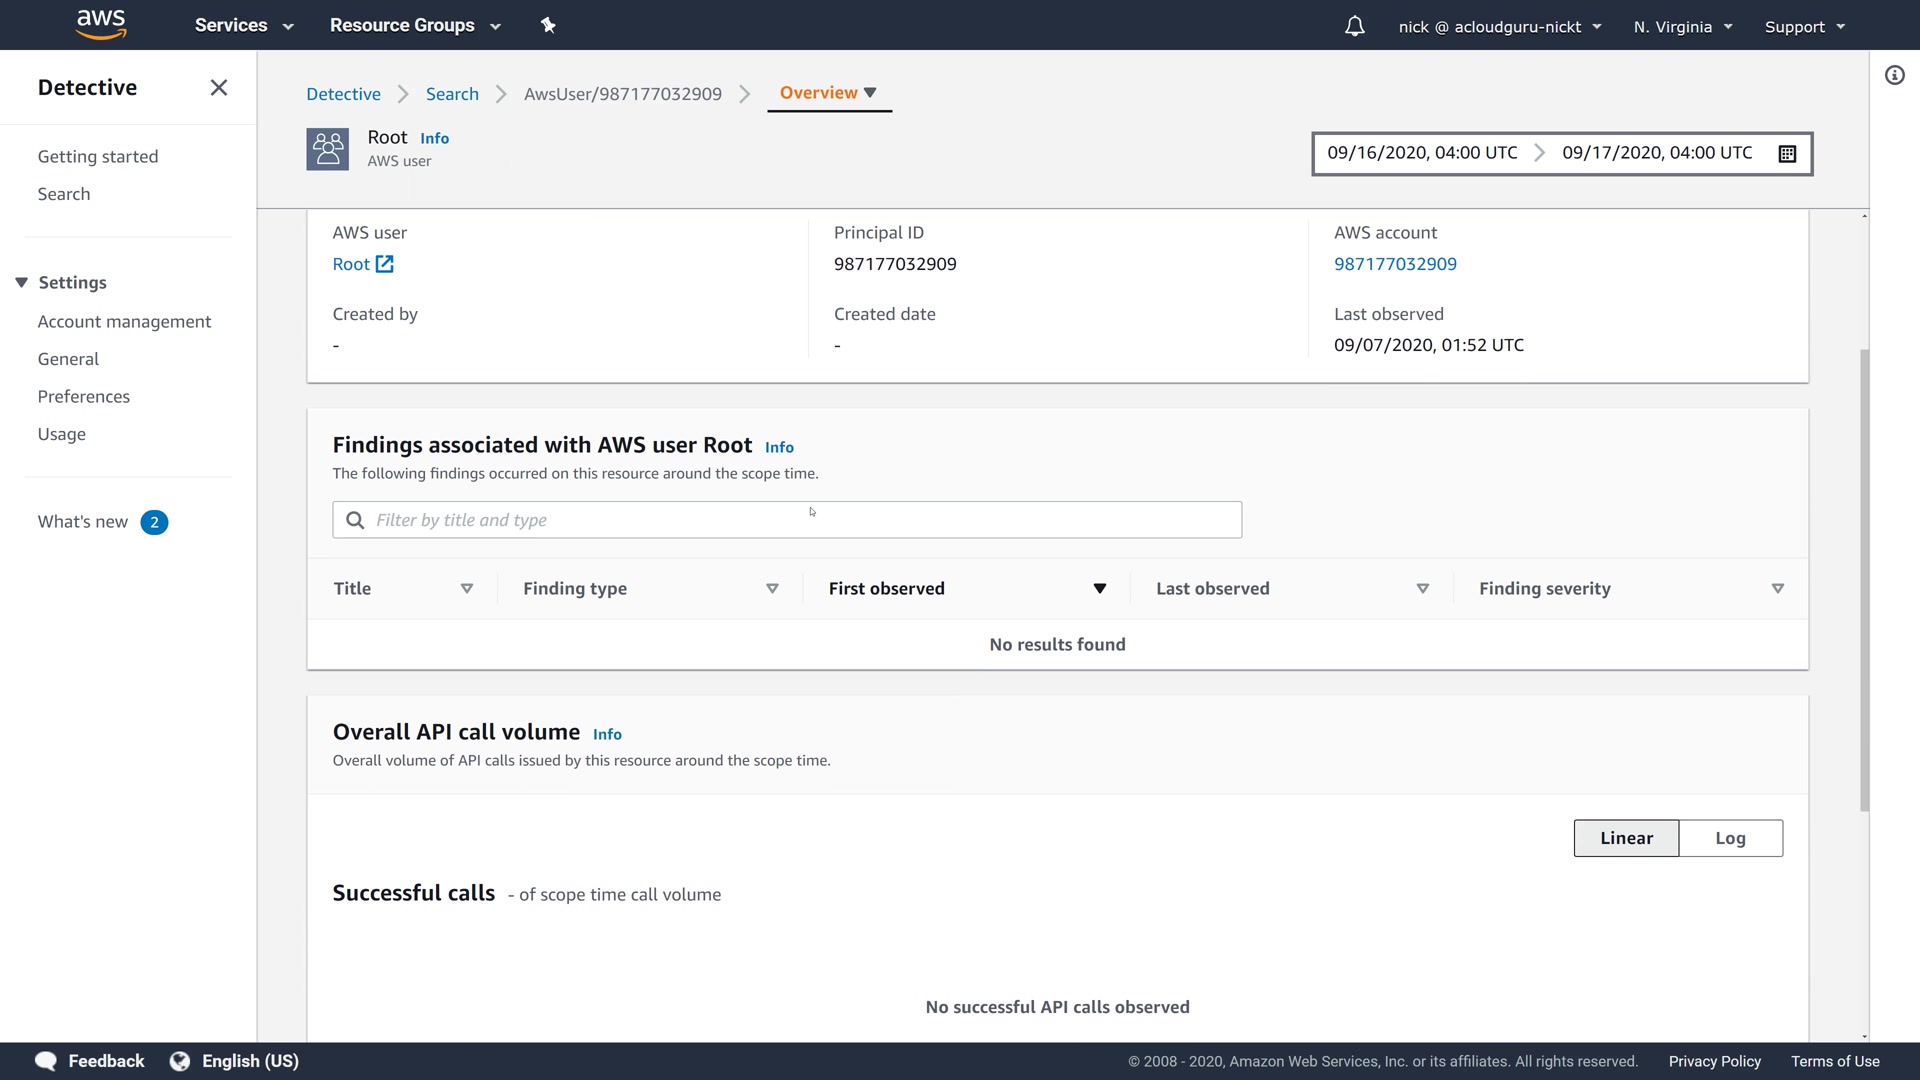 aws
Services
Resource Groups
nick @ acloudguru-nickt
N. Virginia
Support
Detective
Getting started
Search
Settings
Account management
General
Preferences
Usage
What's new 2
Detective
Search
AwsUser/987177032909
Overview
Root Info
AWS user
09/16/2020, 04:00 UTC
09/17/2020, 04:00 UTC
AWS user
Root
Principal ID
987177032909
AWS account
987177032909
Created by
-
Created date
-
Last observed
09/07/2020, 01:52 UTC
Findings associated with AWS user Root Info
The following findings occurred on this resource around the scope time.
Filter by title and type
Title
Finding type
First observed
Last observed
Finding severity
No results found
Overall API call volume Info
Overall volume of API calls issued by this resource around the scope time.
Linear
Log
Successful calls - of scope time call volume
No successful API calls observed
Feedback
English (US)
© 2008 - 2020, Amazon Web Services, Inc. or its affiliates. All rights reserved.
Privacy Policy
Terms of Use